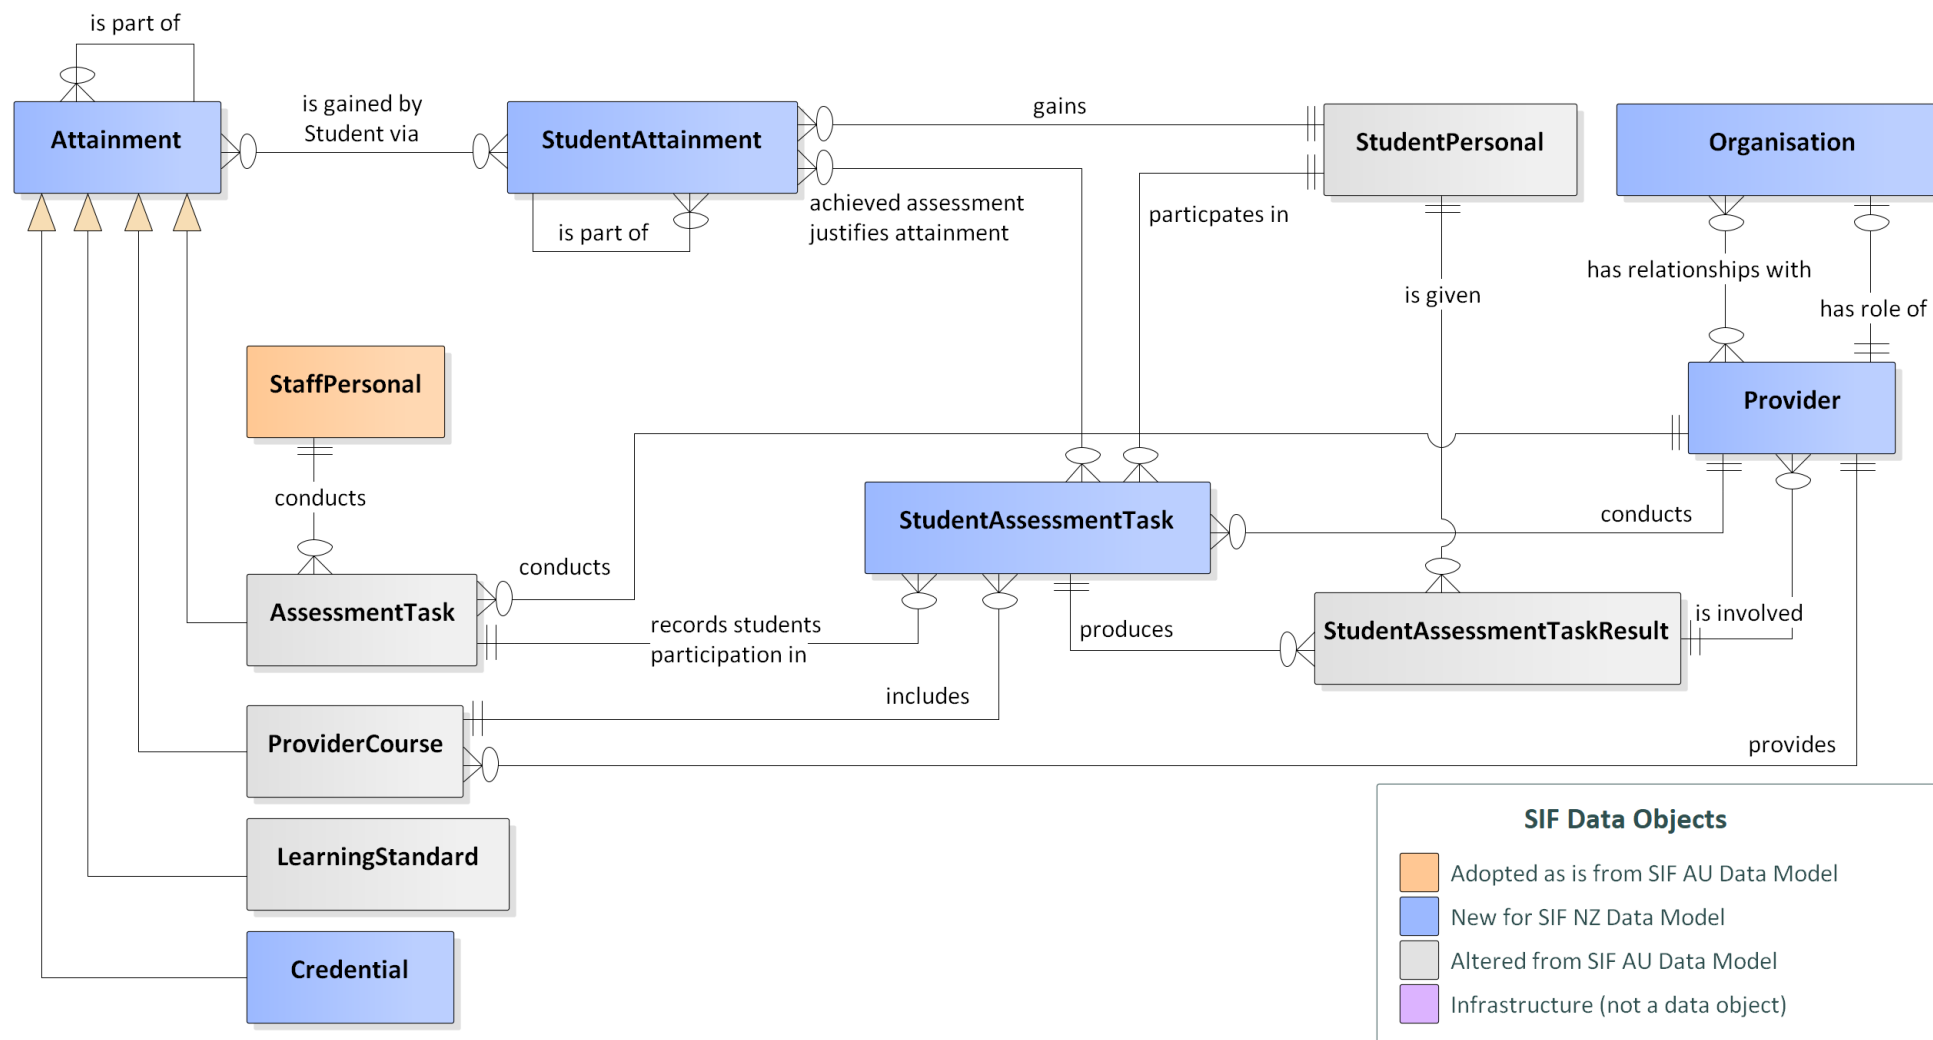 is part of
Attainment
is gained by
Student via
StudentAttainment
gains
StudentPersonal
Organisation
is part of
achieved assessment
justifies attainment
particpates in
has relationships with
is given
has role of
StaffPersonal
Provider
conducts
StudentAssessmentTask
conducts
conducts
AssessmentTask
records students
participation in
produces
StudentAssessmentTaskResult
is involved
includes
ProviderCourse
provides
LearningStandard
Credential
SIF Data Objects
Adopted as is from SIF AU Data Model
New for SIF NZ Data Model
Altered from SIF AU Data Model
Infrastructure (not a data object)